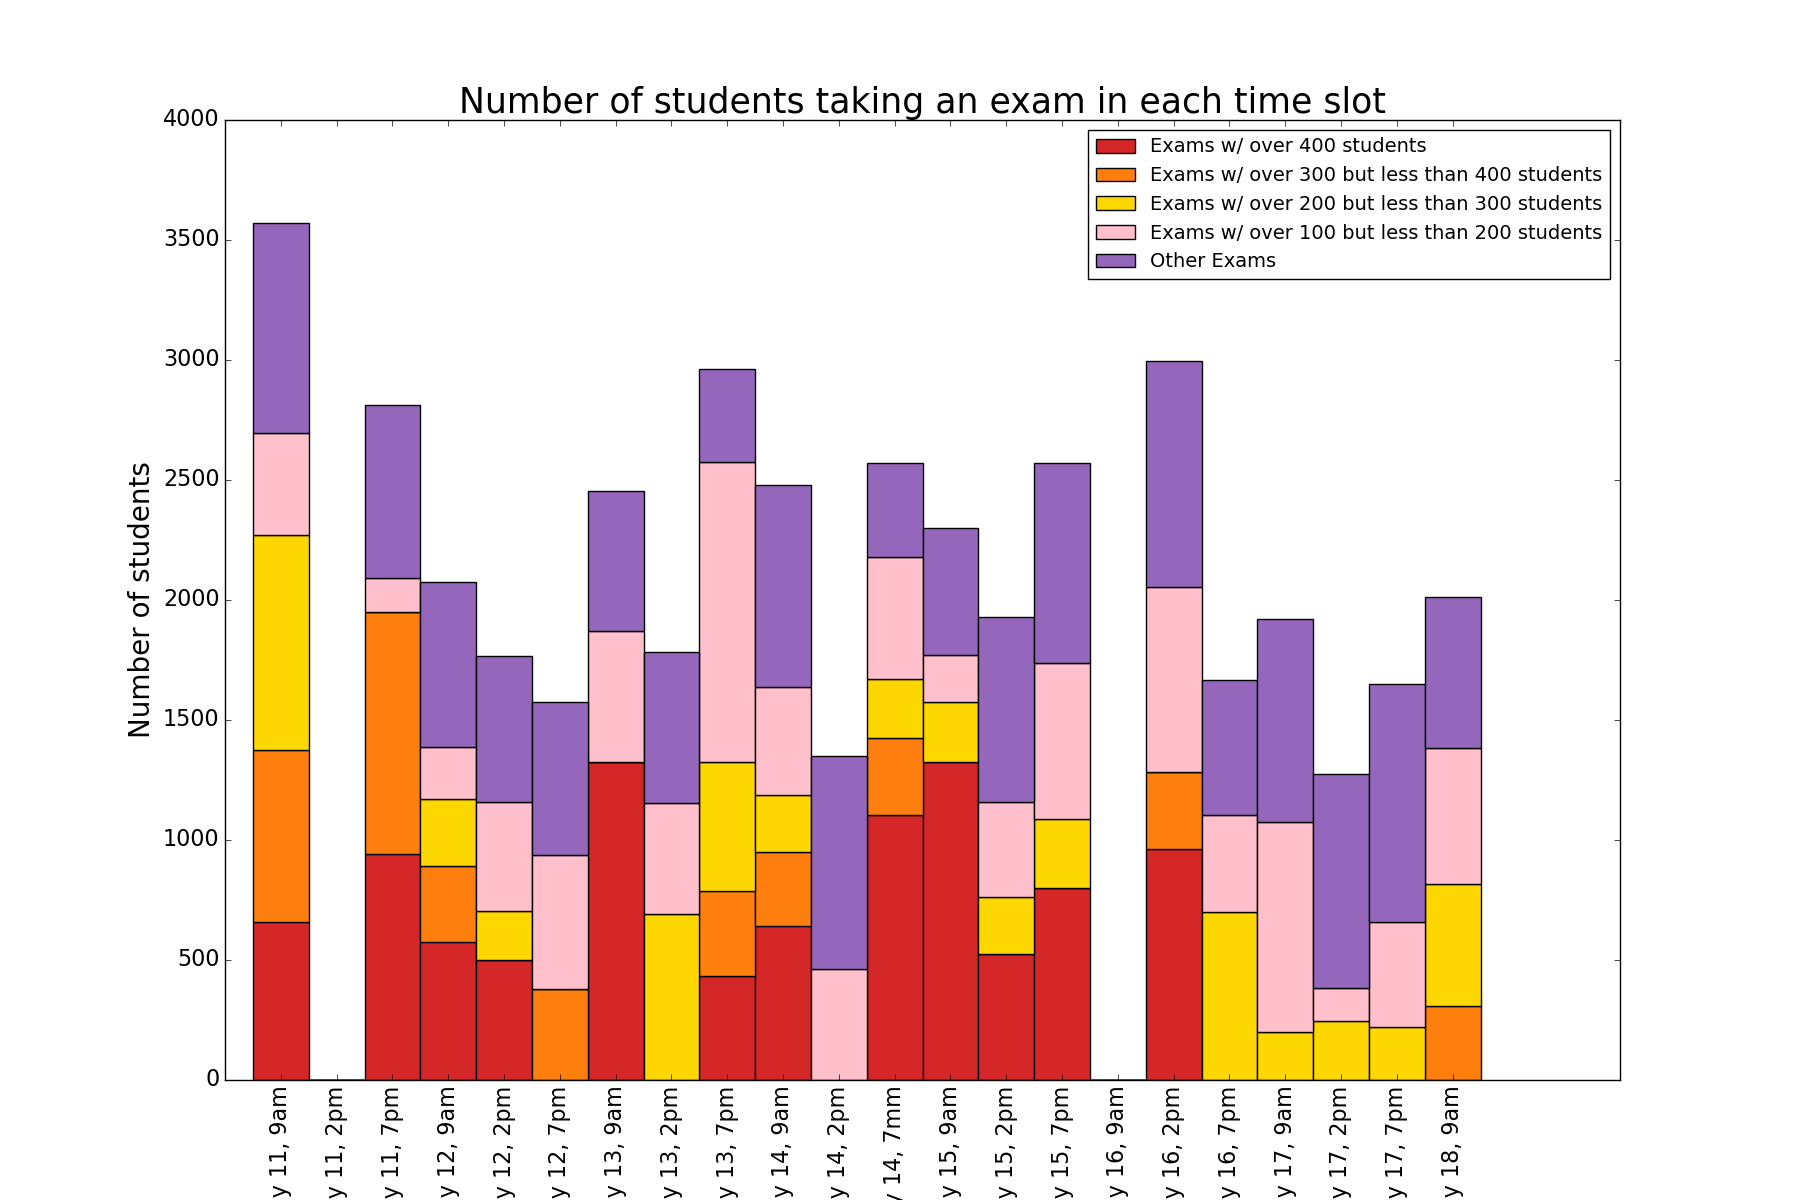 Number of students taking an exam in each time slot
Exams w/ over 400 students
Exams w/ over 300 but less than 400 students
Exams w/ over 200 but less than 300 students
Exams w/ over 100 but less than 200 students
Other Exams
Number of students
4000
3500
3000
2500
2000
1500
1000
500
0
y 11, 9am
y 11, 2pm
y 11, 7pm
y 12, 9am
y 12, 2pm
y 12, 7pm
y 13, 9am
y 13, 2pm
y 13, 7pm
y 14, 9am
y 14, 2pm
y 14, 7mm
y 15, 9am
y 15, 2pm
y 15, 7pm
y 16, 9am
y 16, 2pm
y 16, 7pm
y 17, 9am
y 17, 2pm
y 17, 7pm
y 18, 9am